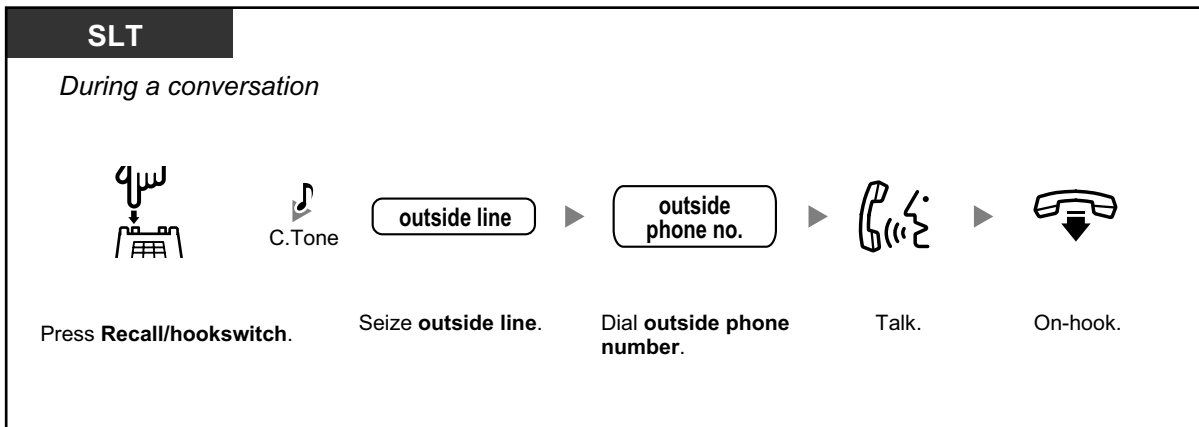 SLT
During a conversation
C.Tone
outside line
outside
phone no.
Press Recall/hookswitch.
Seize outside line.
Dial outside phone
number.
Talk.
On-hook.